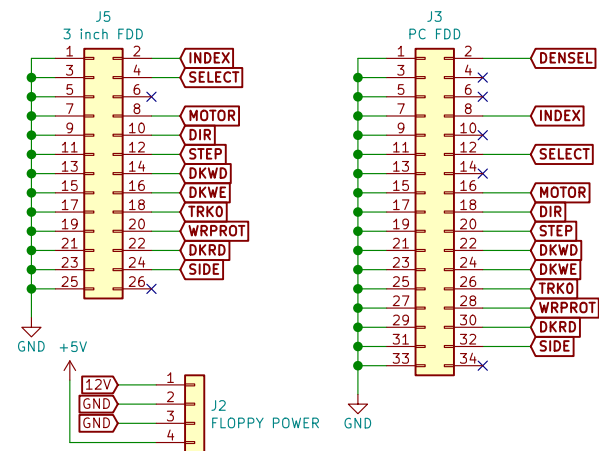 J5
3 inch FDD
1 2 INDEX
3 4 SELECT
5 6
7 8 MOTOR
9 10 DIR
11 12 STEP
13 14 DKWD
15 16 DKWE
17 18 TRK0
19 20 WRPROT
21 22 DKRD
23 24 SIDE
25 26
GND
J3
PC FDD
1 2 DENSEL
3 4
5 6
7 8 INDEX
9 10
11 12 SELECT
13 14
15 16 MOTOR
17 18 DIR
19 20 STEP
21 22 DKWD
23 24 DKWE
25 26 TRK0
27 28 WRPROT
29 30 DKRD
31 32 SIDE
33 34
GND
+5V
J2
FLOPPY POWER
12V 1
GND 2
GND 3
4